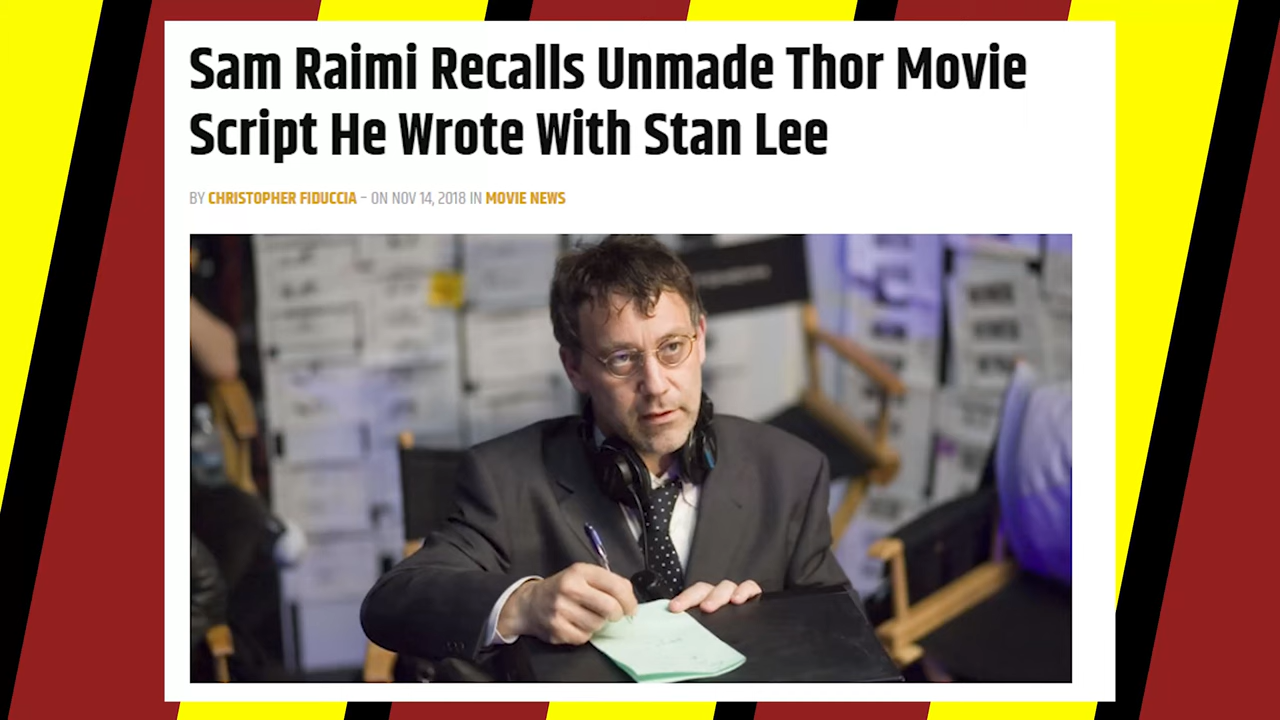 Sam Raimi Recalls Unmade Thor Movie
Script He Wrote With Stan Lee
BY CHRISTOPHER FIDUCCIA – ON NOV 14, 2018 IN MOVIE NEWS